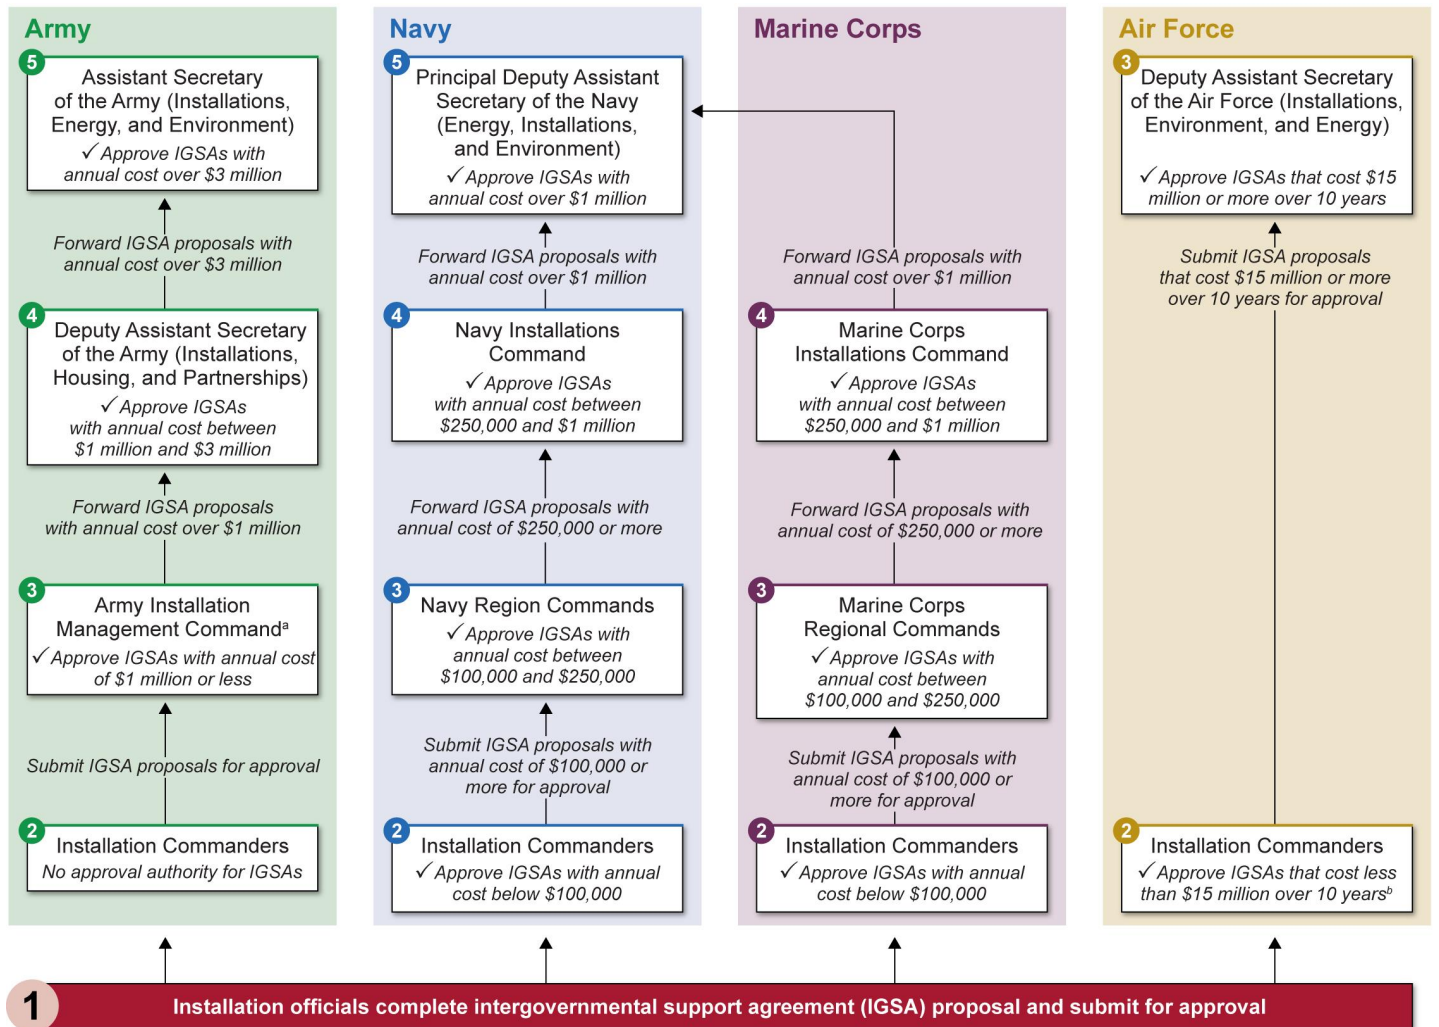 Army
5
Assistant Secretary
of the Army (Installations,
Energy, and Environment)
✓ Approve IGSAs with
annual cost over $3 million
Forward IGSA proposals with
annual cost over $3 million
4
Deputy Assistant Secretary
of the Army (Installations,
Housing, and Partnerships)
✓ Approve IGSAs
with annual cost between
$1 million and $3 million
Forward IGSA proposals
with annual cost over $1 million
3
Army Installation
Management Commandᵃ
✓ Approve IGSAs with annual cost
of $1 million or less
Submit IGSA proposals for approval
2
Installation Commanders
No approval authority for IGSAs
Navy
5
Principal Deputy Assistant
Secretary of the Navy
(Energy, Installations,
and Environment)
✓ Approve IGSAs with
annual cost over $1 million
Forward IGSA proposals with
annual cost over $1 million
4
Navy Installations
Command
✓ Approve IGSAs
with annual cost between
$250,000 and $1 million
Forward IGSA proposals with
annual cost of $250,000 or more
3
Navy Region Commands
✓ Approve IGSAs with
annual cost between
$100,000 and $250,000
Submit IGSA proposals with
annual cost of $100,000 or
more for approval
2
Installation Commanders
✓ Approve IGSAs with annual
cost below $100,000
Marine Corps
Forward IGSA proposals with
annual cost over $1 million
4
Marine Corps
Installations Command
✓ Approve IGSAs
with annual cost between
$250,000 and $1 million
Forward IGSA proposals with
annual cost of $250,000 or more
3
Marine Corps
Regional Commands
✓ Approve IGSAs with
annual cost between
$100,000 and $250,000
Submit IGSA proposals with
annual cost of $100,000 or
more for approval
2
Installation Commanders
✓ Approve IGSAs with annual
cost below $100,000
Air Force
3
Deputy Assistant Secretary
of the Air Force (Installations,
Environment, and Energy)
✓ Approve IGSAs that cost $15
million or more over 10 years
Submit IGSA proposals
that cost $15 million or more
over 10 years for approval
2
Installation Commanders
✓ Approve IGSAs that cost less
than $15 million over 10 yearsᵇ
1
Installation officials complete intergovernmental support agreement (IGSA) proposal and submit for approval